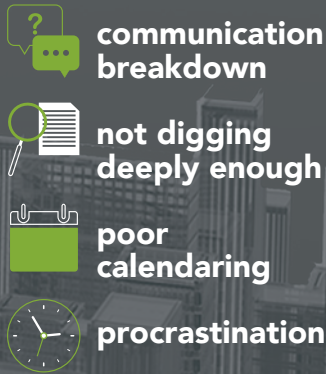 communication
breakdown
not digging
deeply enough
poor
calendaring
procrastination